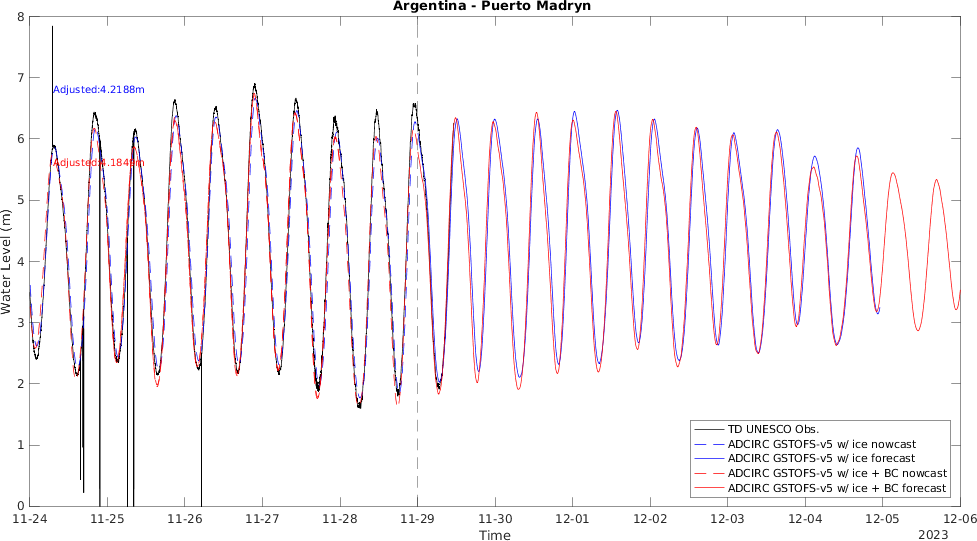 Argentina - Puerto Madryn
8
7
6
5
4
3
2
1
0
Water Level (m)
Adjusted:4.2188m
Adjusted:4.184
TD UNESCO Obs.
ADCIRC GSTOFS-v5 w/ ice nowcast
ADCIRC GSTOFS-v5 w/ ice forecast
ADCIRC GSTOFS-v5 w/ ice + BC nowcast
ADCIRC GSTOFS-v5 w/ ice + BC forecast
11-24 11-25 11-26 11-27 11-28 11-29 11-30 12-01 12-02 12-03 12-04 12-05 12-06
Time
2023